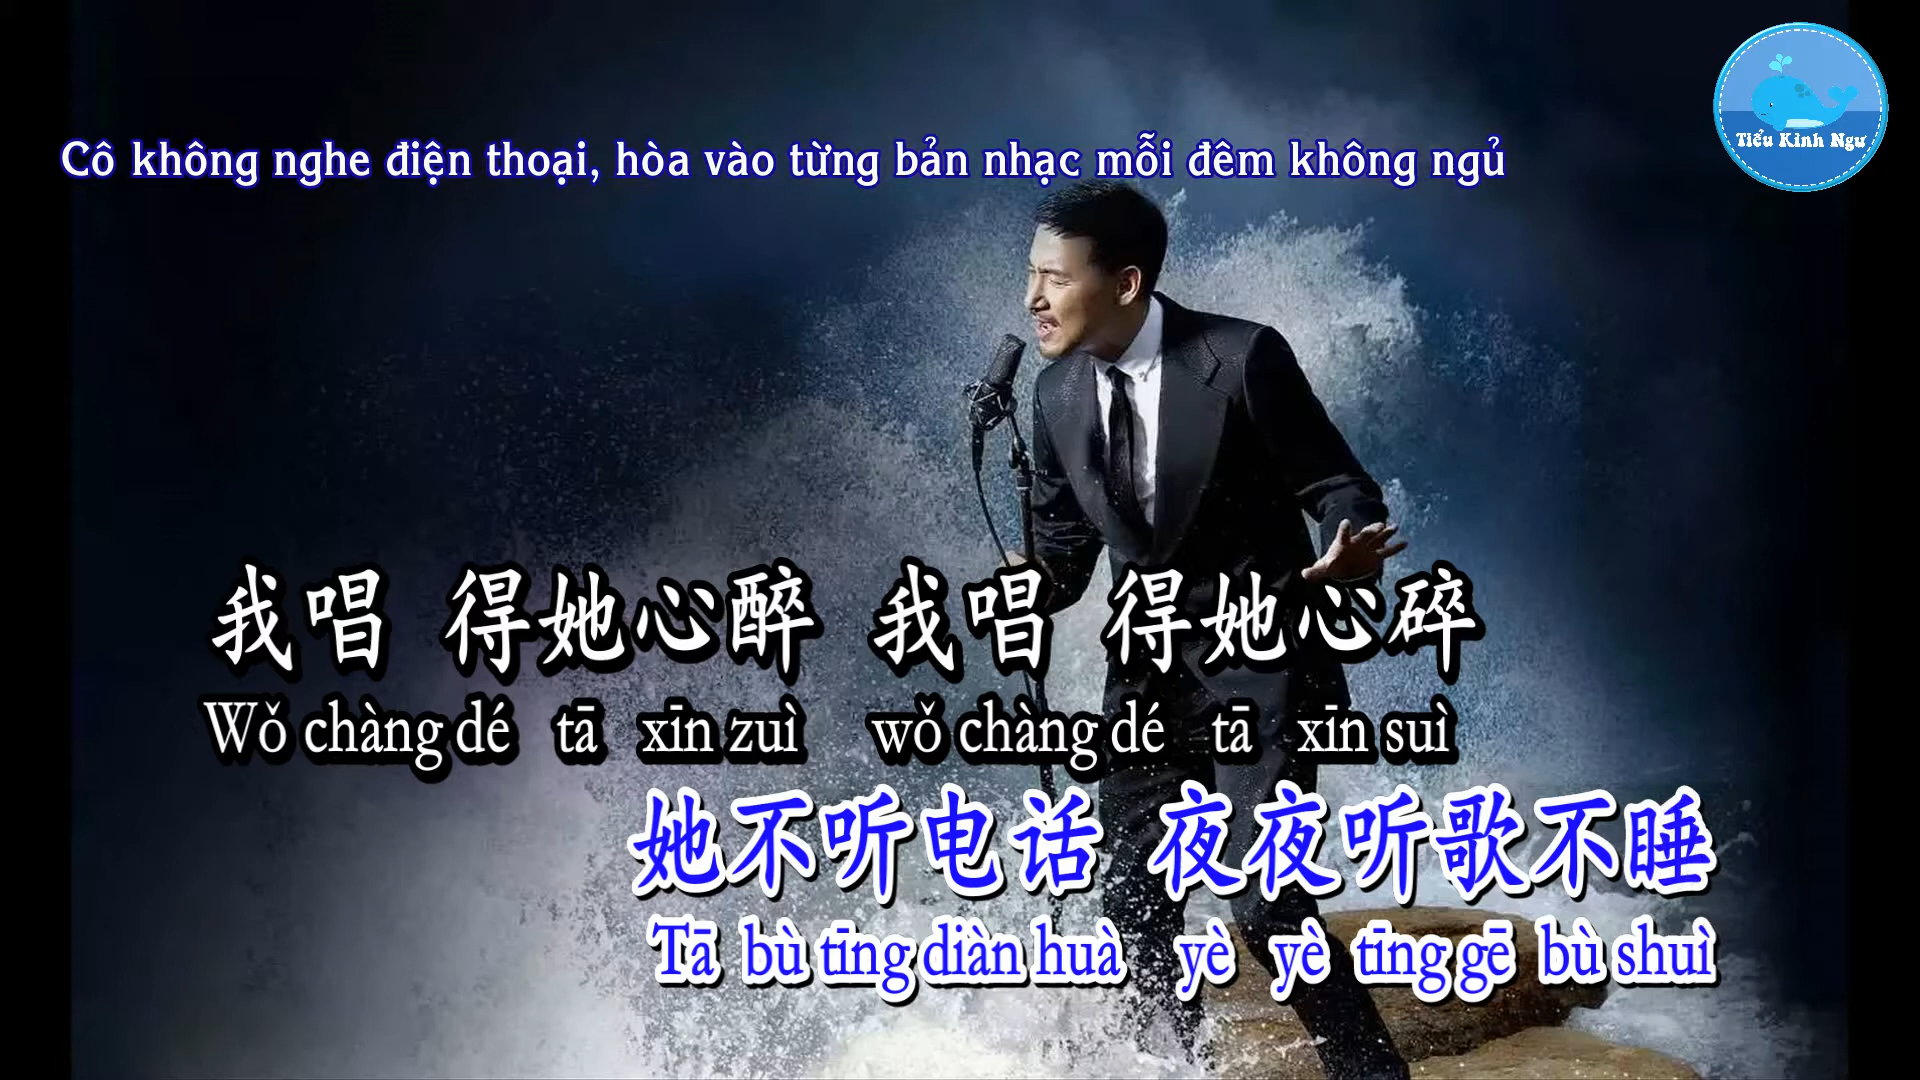 Tiểu Kình Ngư
Cô không nghe điện thoại, hòa vào từng bản nhạc mỗi đêm không ngủ
我唱 得她心醉 我唱 得她心碎
Wǒ chàng dé tā xīn zuì wǒ chàng dé tā xīn suì
她不听电话 夜夜听歌不睡
Tā bù tīng diàn huà yè yè tīng gē bù shuì